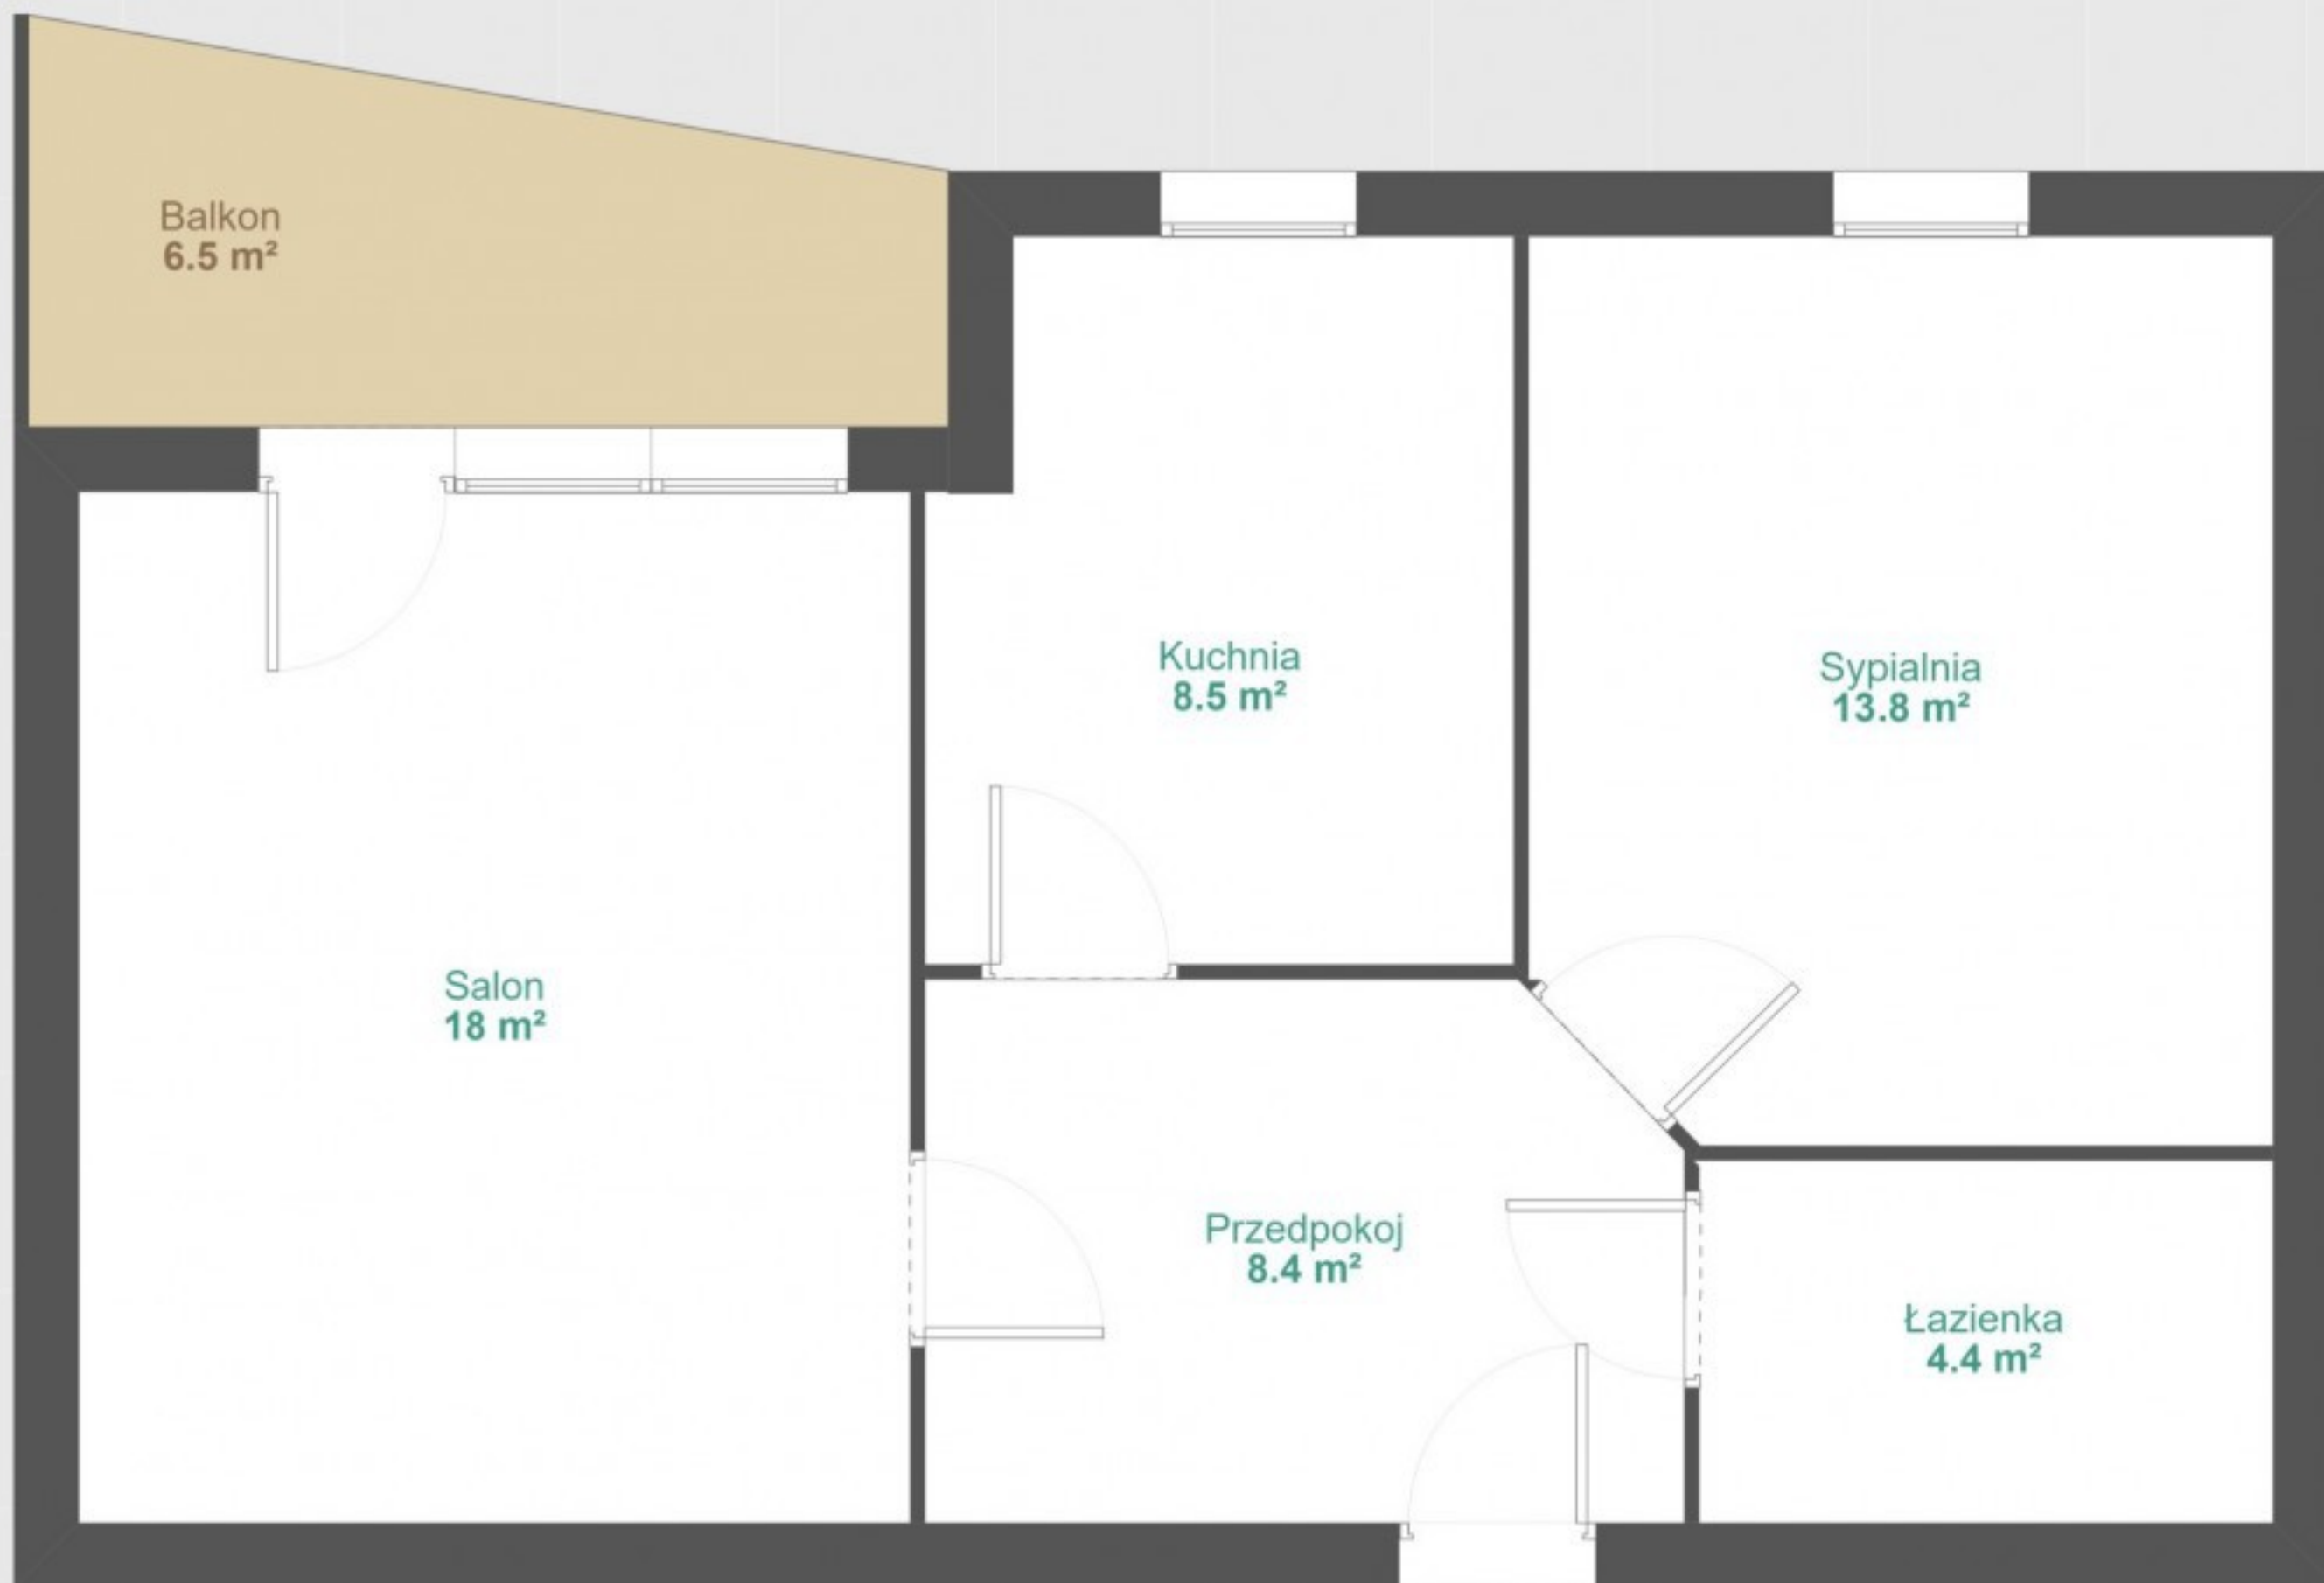 Balkon
6.5 m²
Kuchnia
8.5 m²
Sypialnia
13.8 m²
Salon
18 m²
Przedpokoj
8.4 m²
Łazienka
4.4 m²